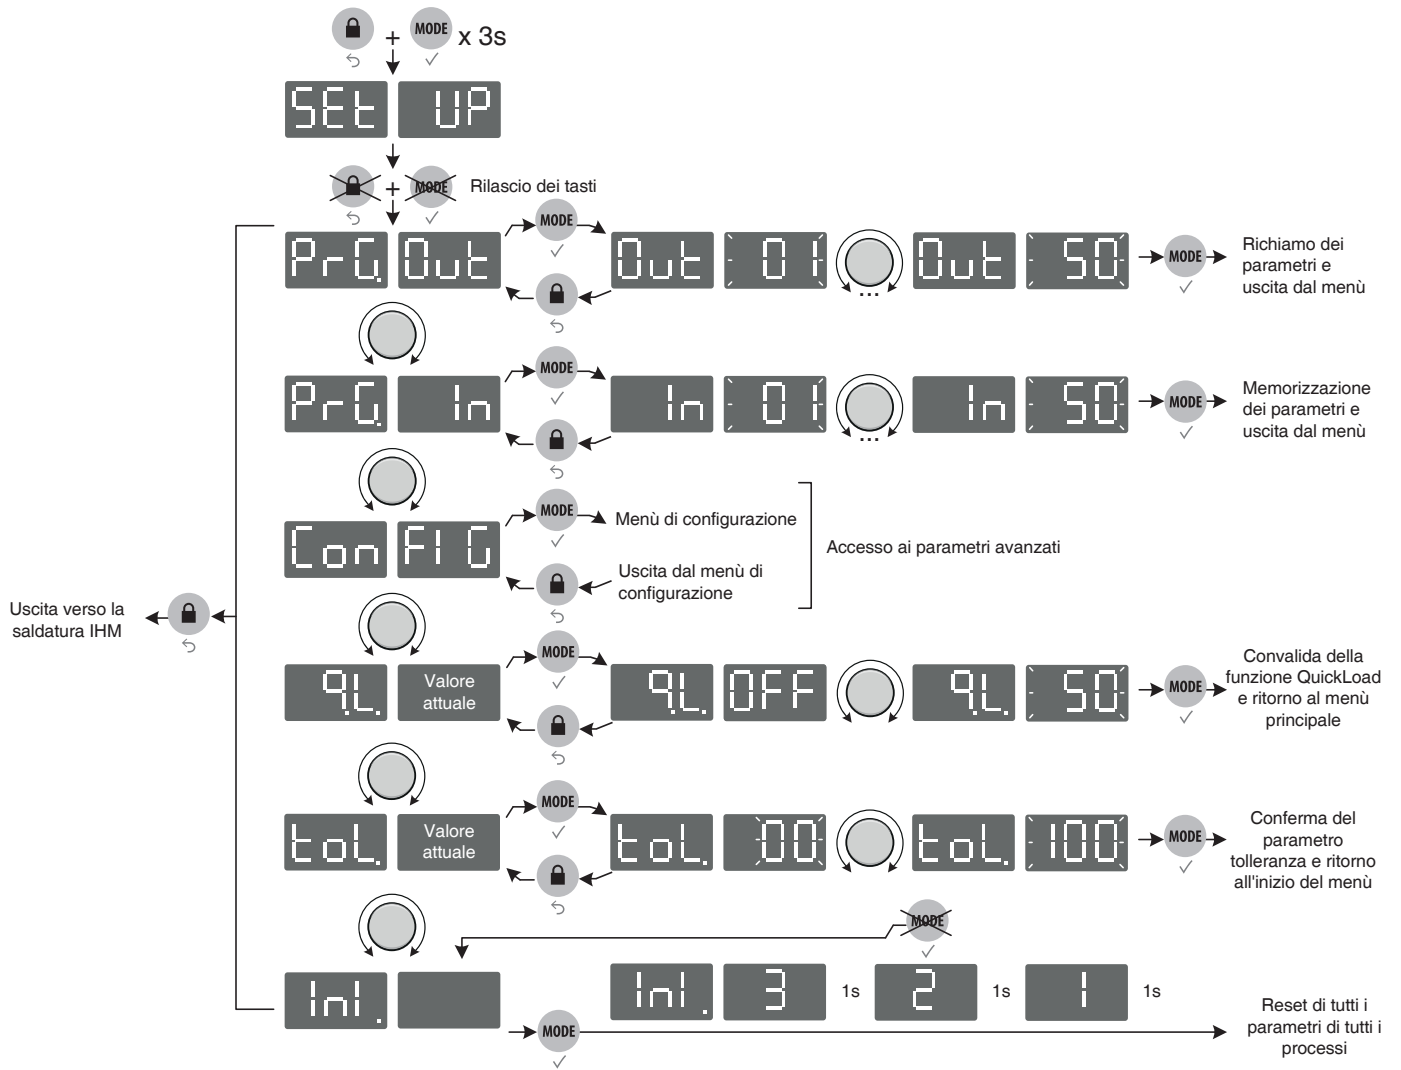 + MODE x 3s
SEt UP
+ MODE Rilascio dei tasti
PrG. Out MODE Out 01 ... Out 50 MODE
Richiamo dei
parametri e
uscita dal menù
PrG. In MODE In 01 ... In 50 MODE
Memorizzazione
dei parametri e
uscita dal menù
Con FIG MODE
Menù di configurazione
Uscita dal menù di
configurazione
Accesso ai parametri avanzati
Uscita verso la
saldatura IHM
q.L. Valore
attuale
MODE q.L. OFF q.L. 50 MODE
Convalida della
funzione QuickLoad
e ritorno al menù
principale
toL. Valore
attuale
MODE toL. 00 toL. 100 MODE
Conferma del
parametro
tolleranza e ritorno
all'inizio del menù
MODE
InI. InI. 3 1s 2 1s 1 1s
MODE
Reset di tutti i
parametri di tutti i
processi